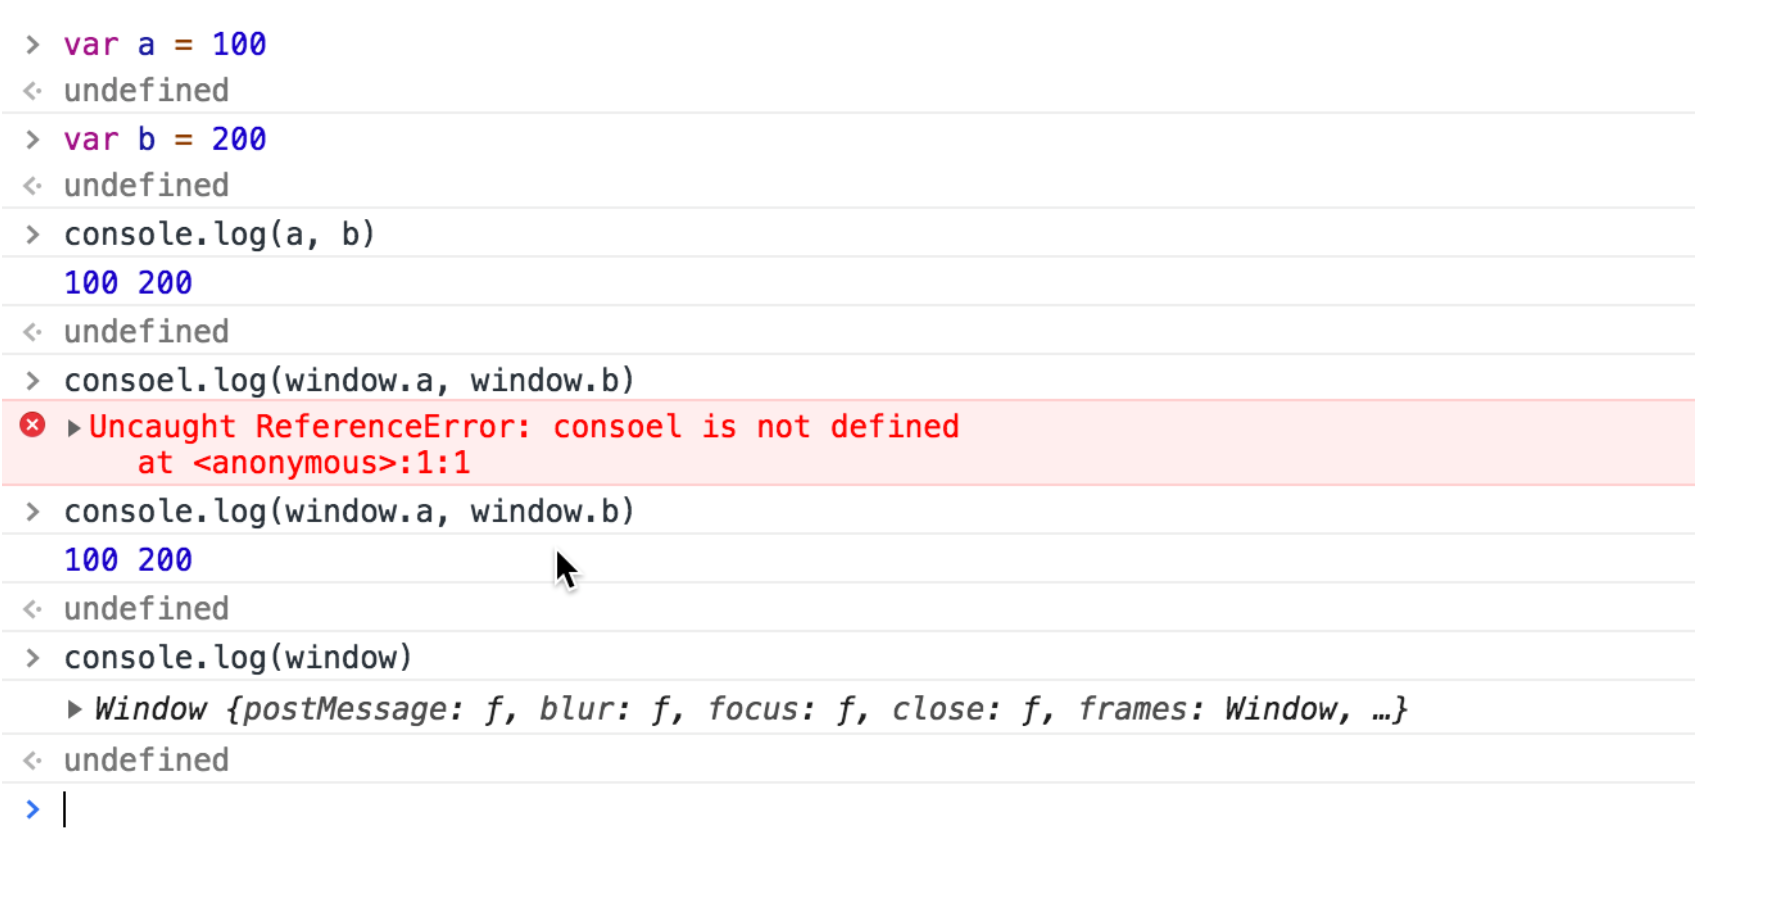 > var a = 100
<· undefined
> var b = 200
<· undefined
> console.log(a, b)
100 200
<· undefined
> consoel.log(window.a, window.b)
▶Uncaught ReferenceError: consoel is not defined
at <anonymous>:1:1
> console.log(window.a, window.b)
100 200
<· undefined
> console.log(window)
▶ Window {postMessage: ƒ, blur: ƒ, focus: ƒ, close: ƒ, frames: Window, …}
<· undefined
>